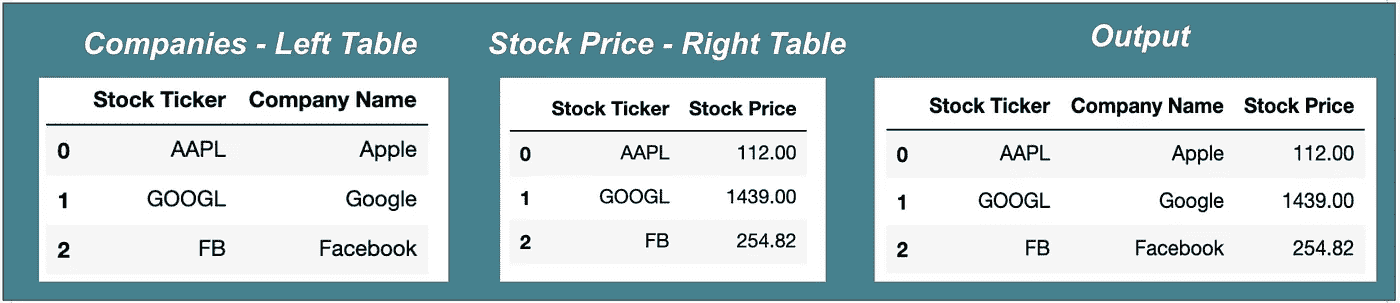 Companies - Left Table
Stock Ticker Company Name
0 AAPL Apple
1 GOOGL Google
2 FB Facebook
Stock Price - Right Table
Stock Ticker Stock Price
0 AAPL 112.00
1 GOOGL 1439.00
2 FB 254.82
Output
Stock Ticker Company Name Stock Price
0 AAPL Apple 112.00
1 GOOGL Google 1439.00
2 FB Facebook 254.82